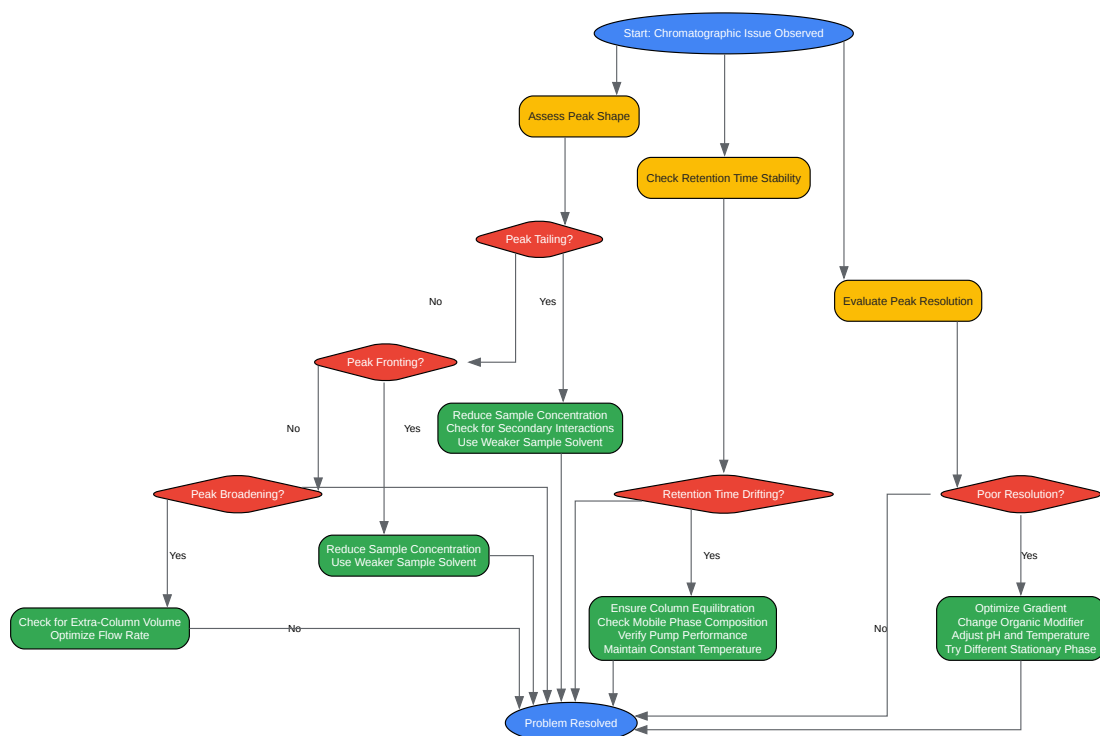 Start: Chromatographic Issue Observed
Assess Peak Shape
Check Retention Time Stability
Peak Tailing?
No
Yes
Evaluate Peak Resolution
Peak Fronting?
Reduce Sample Concentration
Check for Secondary Interactions
Use Weaker Sample Solvent
No
Yes
Peak Broadening?
Retention Time Drifting?
Poor Resolution?
Reduce Sample Concentration
Use Weaker Sample Solvent
Yes
Yes
Yes
Check for Extra-Column Volume
Optimize Flow Rate
No
Ensure Column Equilibration
Check Mobile Phase Composition
Verify Pump Performance
Maintain Constant Temperature
No
Optimize Gradient
Change Organic Modifier
Adjust pH and Temperature
Try Different Stationary Phase
Problem Resolved